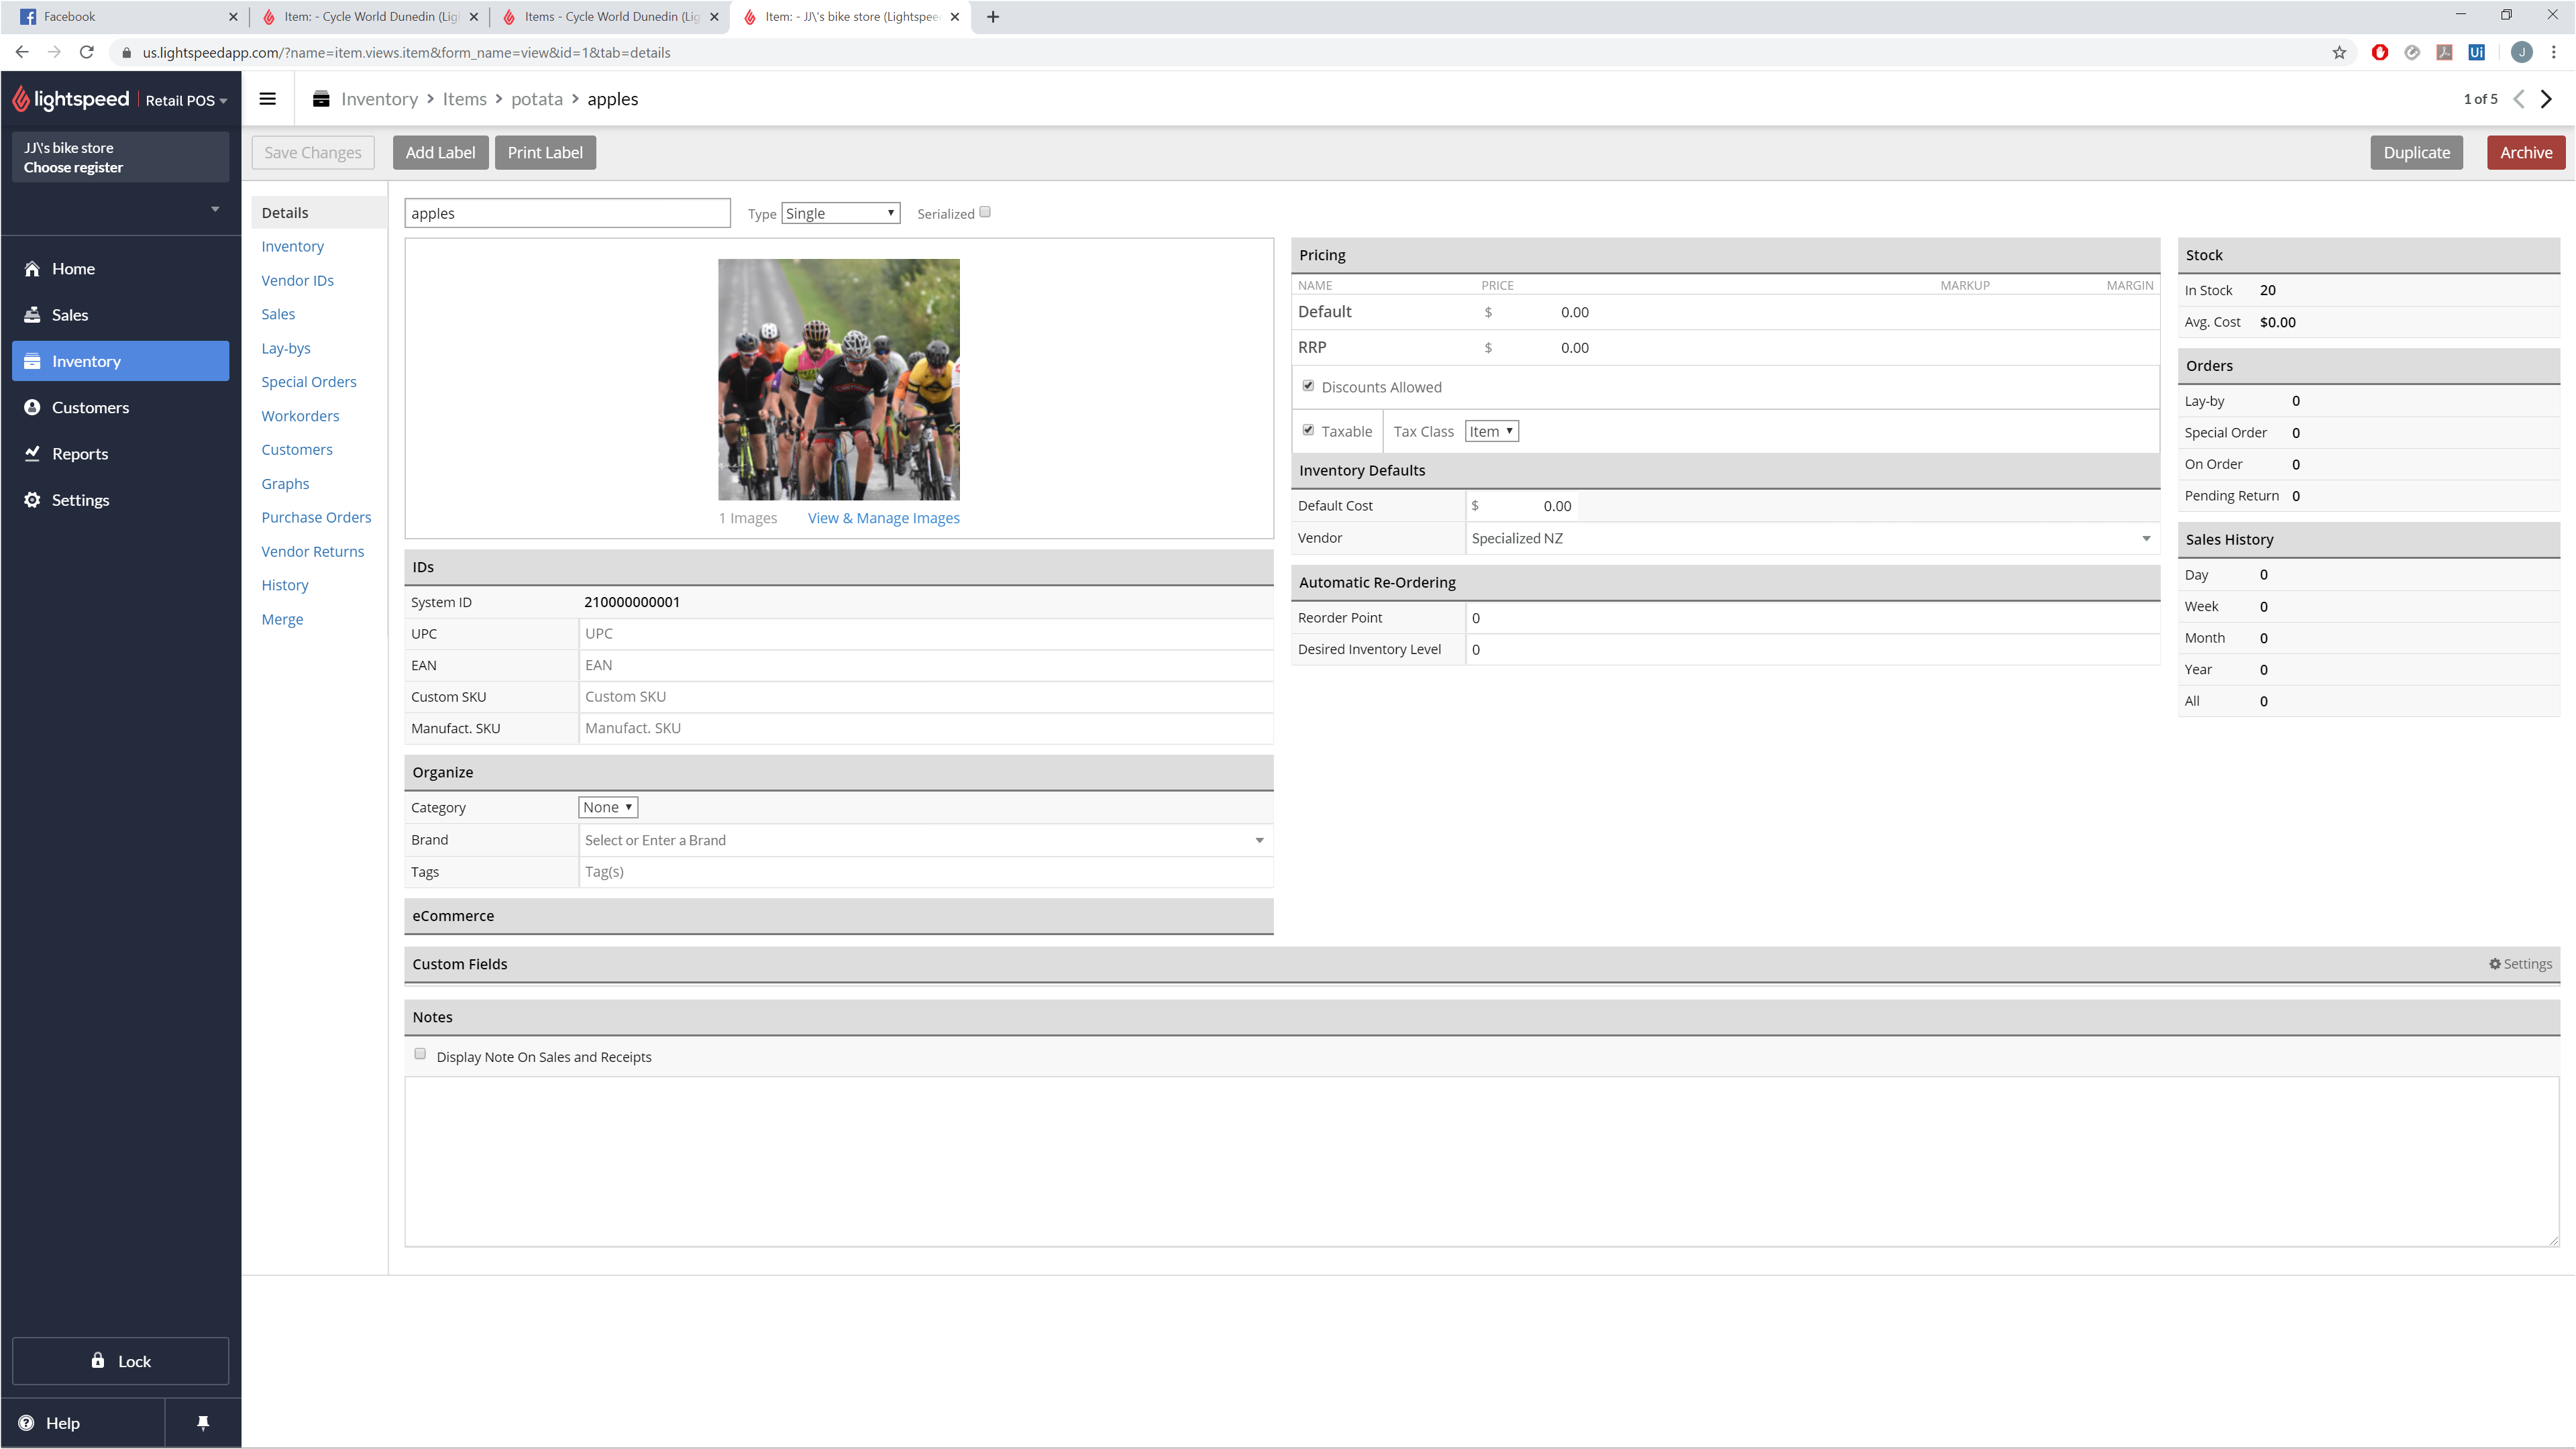 Facebook
Item: - Cycle World Dunedin (Lig
Items - Cycle World Dunedin (Lig
Item: - JJ\'s bike store (Lightspee
us.lightspeedapp.com/?name=item.views.item&form_name=view&id=1&tab=details
Ui
J
lightspeed Retail POS
Inventory > Items > potata > apples
1 of 5
JJ\'s bike store
Choose register
Save Changes
Add Label
Print Label
Duplicate
Archive
Home
Sales
Inventory
Customers
Reports
Settings
Lock
Help
Details
Inventory
Vendor IDs
Sales
Lay-bys
Special Orders
Workorders
Customers
Graphs
Purchase Orders
Vendor Returns
History
Merge
apples
Type Single
Serialized
1 Images View & Manage Images
IDs
System ID 210000000001
UPC UPC
EAN EAN
Custom SKU Custom SKU
Manufact. SKU Manufact. SKU
Organize
Category None
Brand Select or Enter a Brand
Tags Tag(s)
eCommerce
Pricing
NAME PRICE MARKUP MARGIN
Default $ 0.00
RRP $ 0.00
Discounts Allowed
Taxable Tax Class Item
Inventory Defaults
Default Cost $ 0.00
Vendor Specialized NZ
Automatic Re-Ordering
Reorder Point 0
Desired Inventory Level 0
Stock
In Stock 20
Avg. Cost $0.00
Orders
Lay-by 0
Special Order 0
On Order 0
Pending Return 0
Sales History
Day 0
Week 0
Month 0
Year 0
All 0
Custom Fields
Settings
Notes
Display Note On Sales and Receipts